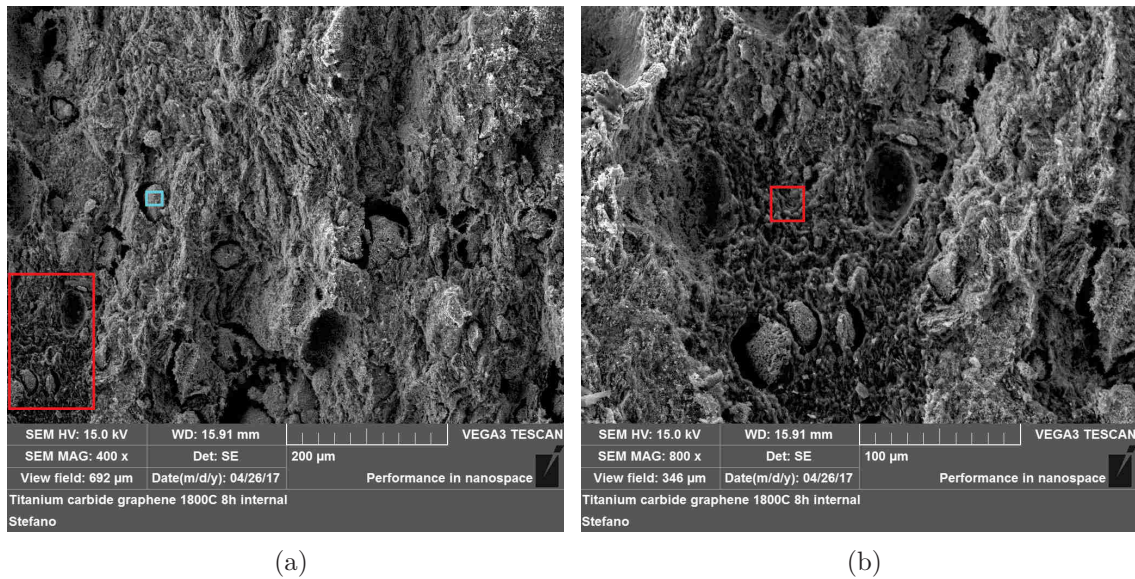 SEM HV: 15.0 kV WD: 15.91 mm VEGA3 TESCAN
SEM MAG: 400 x Det: SE 200 µm
View field: 692 µm Date(m/d/y): 04/26/17 Performance in nanospace
Titanium carbide graphene 1800C 8h internal
Stefano
(a)
SEM HV: 15.0 kV WD: 15.91 mm VEGA3 TESCAN
SEM MAG: 800 x Det: SE 100 µm
View field: 346 µm Date(m/d/y): 04/26/17 Performance in nanospace
Titanium carbide graphene 1800C 8h internal
Stefano
(b)